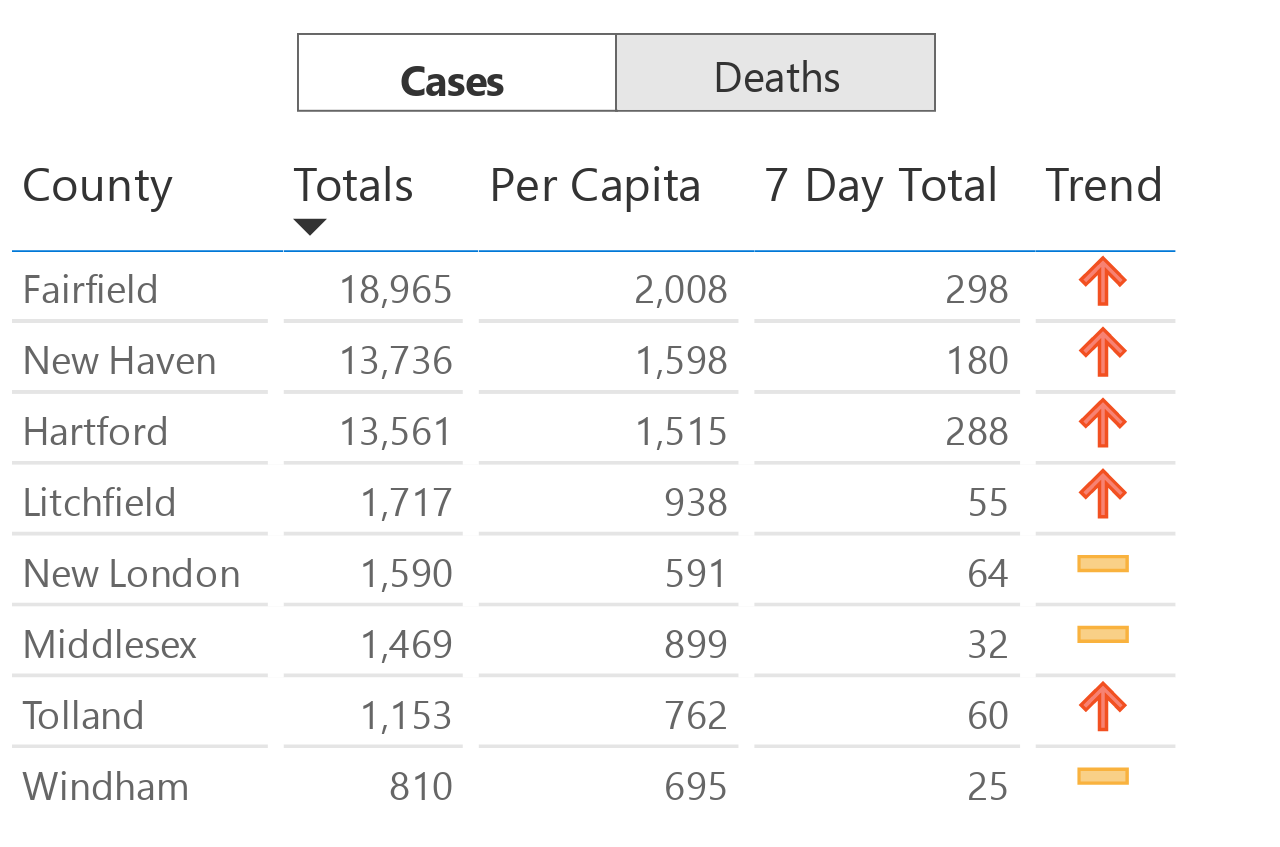 Cases Deaths
County Totals Per Capita 7 Day Total Trend
Fairfield 18,965 2,008 298
New Haven 13,736 1,598 180
Hartford 13,561 1,515 288
Litchfield 1,717 938 55
New London 1,590 591 64
Middlesex 1,469 899 32
Tolland 1,153 762 60
Windham 810 695 25